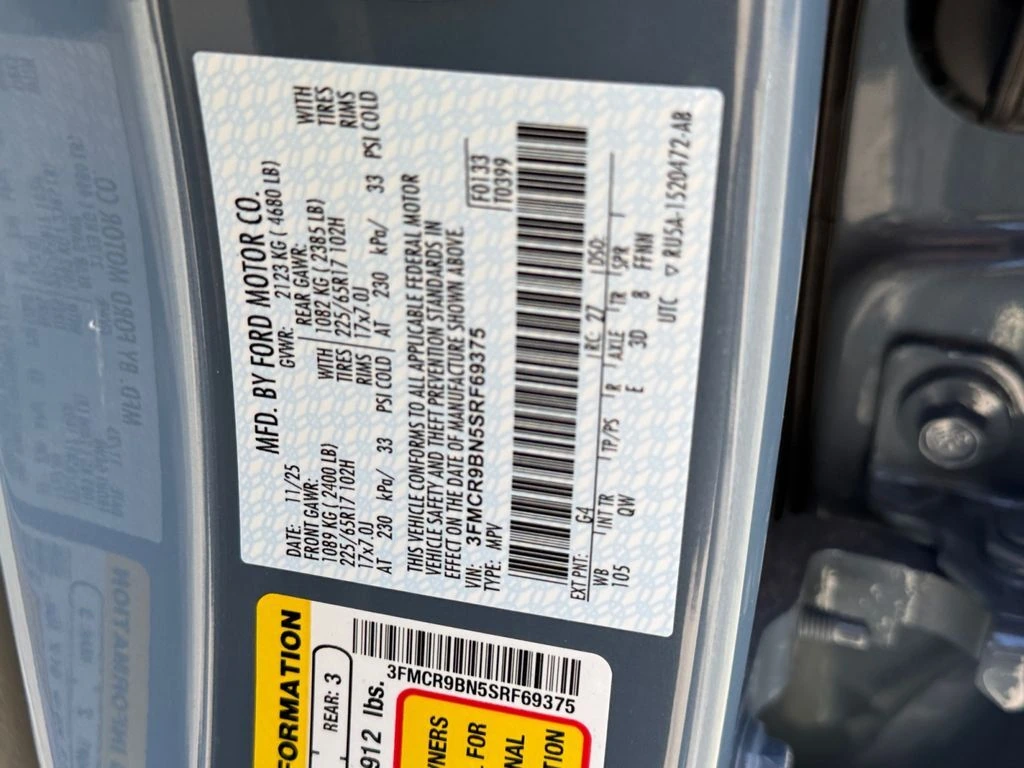 MFD. BY FORD MOTOR CO.
DATE: 11/25 GVWR: 2123 KG ( 4680 LB)
FRONT GAWR: REAR GAWR:
1089 KG ( 2400 LB) WITH 1082 KG ( 2385 LB) WITH
225/65R17 102H TIRES 225/65R17 102H TIRES
17x7.0J RIMS 17x7.0J RIMS
AT 230 kPa/ 33 PSI COLD AT 230 kPa/ 33 PSI COLD
THIS VEHICLE CONFORMS TO ALL APPLICABLE FEDERAL MOTOR
VEHICLE SAFETY AND THEFT PREVENTION STANDARDS IN
EFFECT ON THE DATE OF MANUFACTURE SHOWN ABOVE.
VIN: 3FMCR9BN5SRF69375 F0133
TYPE: MPV T0399
EXT PNT: G4 RC: 27 DSO:
WB INT TR TP/PS R AXLE TR SPR
105 QW E 3D 8 FFNN
UTC ▽ RUSA-1520472-AB
FORMATION
REAR: 3
912 lbs.
3FMCR9BN5SRF69375
WNERS
FOR
NAL
TION